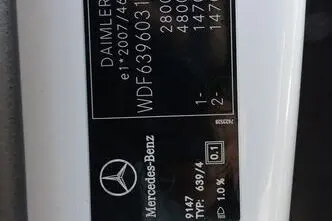 DAIMLER
e1*2007/46
WDF6396031
2800
4800
1- 1470
2- 1470
7623528
Mercedes-Benz
9147
TYP: 639/4
0.1
1.0%